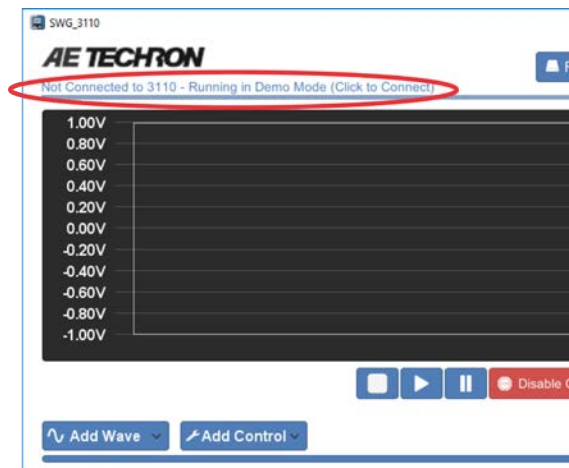 SWG_3110
AE TECHRON
Not Connected to 3110 - Running in Demo Mode (Click to Connect)
1.00V
0.80V
0.60V
0.40V
0.20V
0.00V
-0.20V
-0.40V
-0.60V
-0.80V
-1.00V
Disable
Add Wave
Add Control